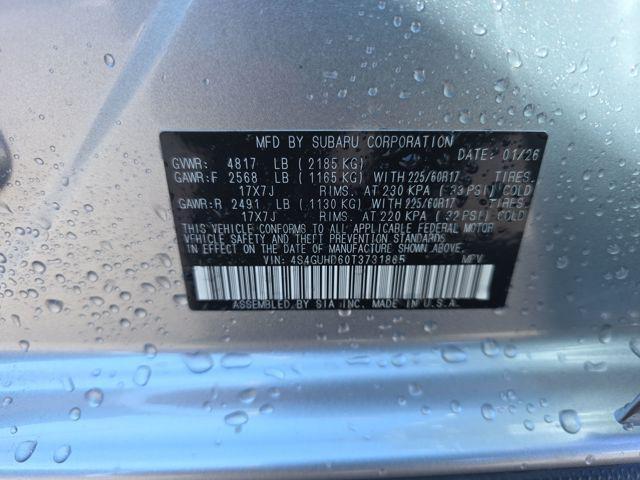 MFD BY SUBARU CORPORATION
DATE: 01/26
GVWR: 4817 LB (2185 KG)
GAWR:F 2568 LB (1165 KG) WITH 225/60R17 TIRES.
17X7J RIMS. AT 230 KPA (33 PSI) COLD
GAWR:R 2491 LB (1130 KG) WITH 225/60R17 TIRES.
17X7J RIMS. AT 220 KPA (32 PSI) COLD
THIS VEHICLE CONFORMS TO ALL APPLICABLE FEDERAL MOTOR
VEHICLE SAFETY AND THEFT PREVENTION STANDARDS IN
EFFECT ON THE DATE OF MANUFACTURE SHOWN ABOVE.
VIN: 4S4GUHD60T3731865 MPV
ASSEMBLED BY SIA INC. MADE IN U.S.A.